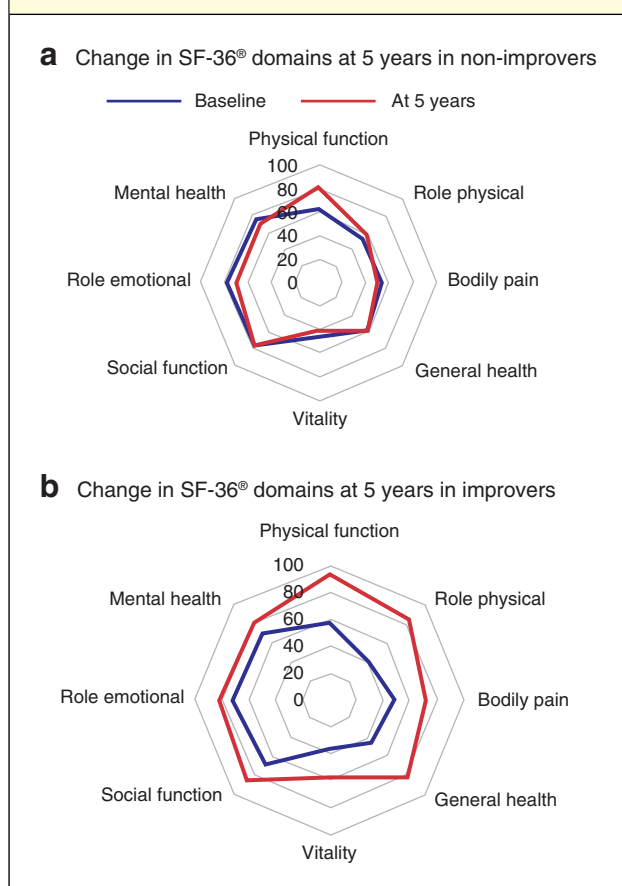 a Change in SF-36® domains at 5 years in non-improvers
Baseline At 5 years
Physical function
100
Mental health
80
Role physical
60
40
20
Role emotional
0
Bodily pain
Social function
General health
Vitality
b Change in SF-36® domains at 5 years in improvers
Physical function
100
Mental health
80
Role physical
60
40
20
Role emotional
0
Bodily pain
Social function
General health
Vitality